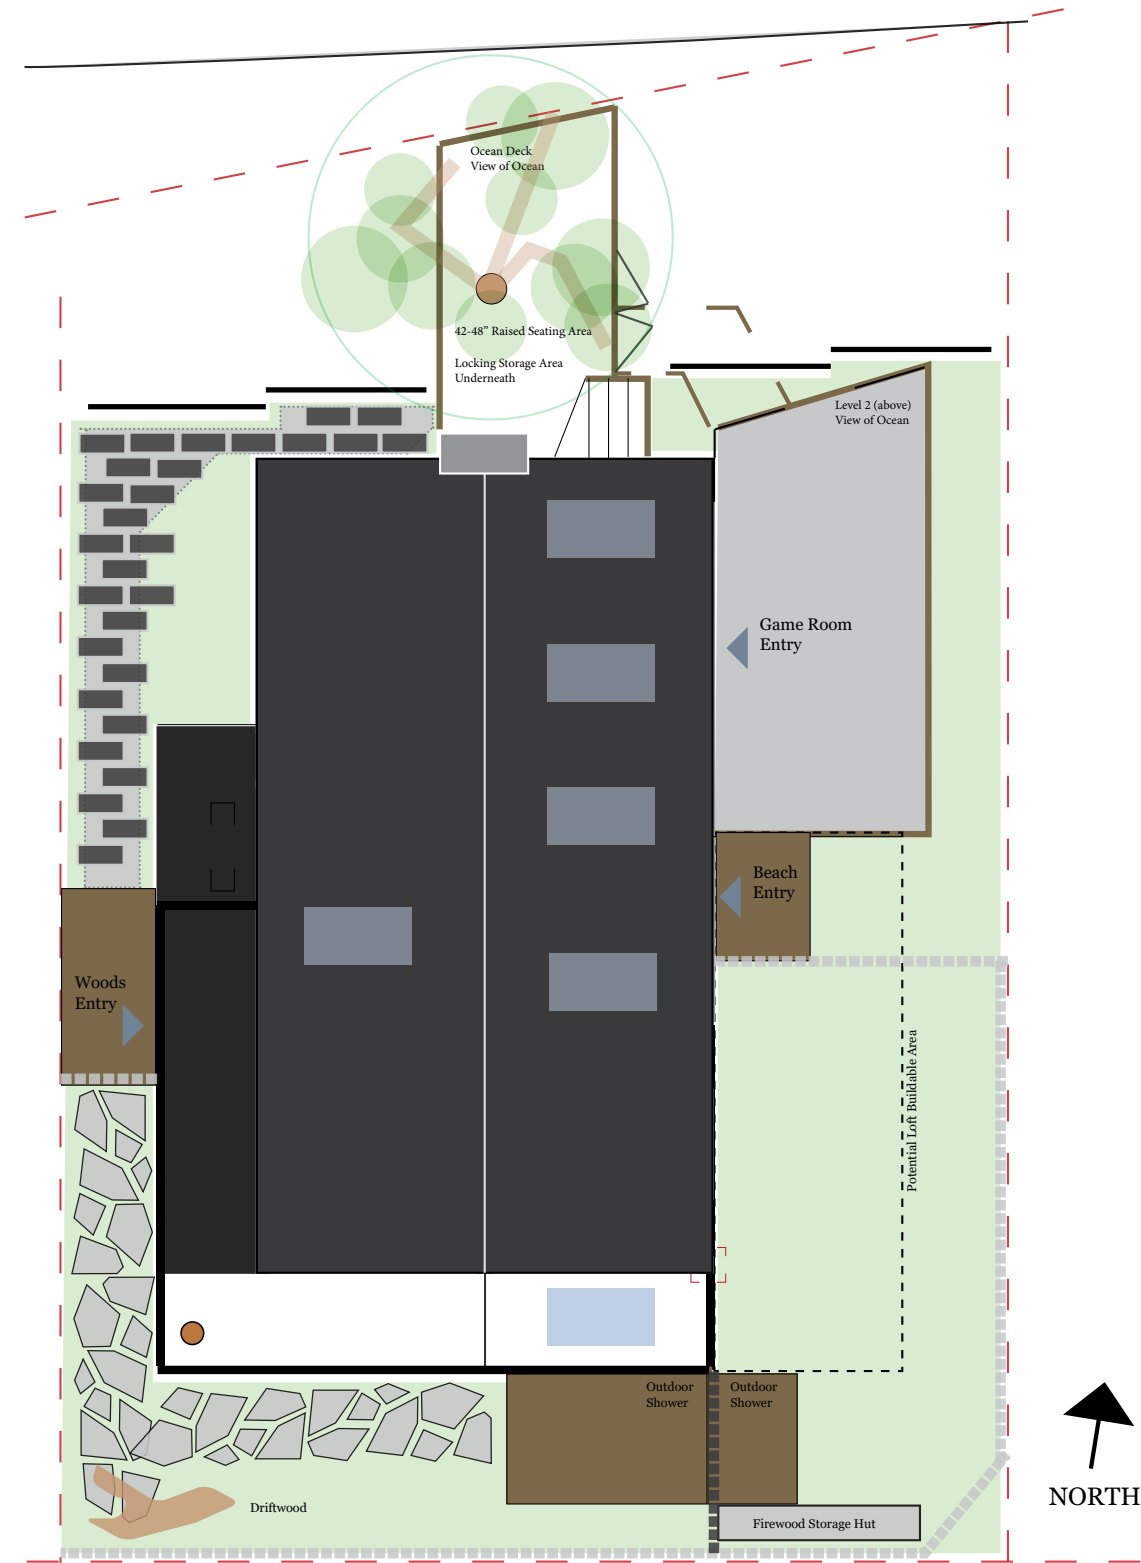 Ocean Deck
View of Ocean
42-48” Raised Seating Area
Locking Storage Area
Underneath
Level 2 (above)
View of Ocean
Game Room
Entry
Beach
Entry
Woods
Entry
Potential Loft Buildable Area
Outdoor
Shower
Outdoor
Shower
Driftwood
Firewood Storage Hut
NORTH